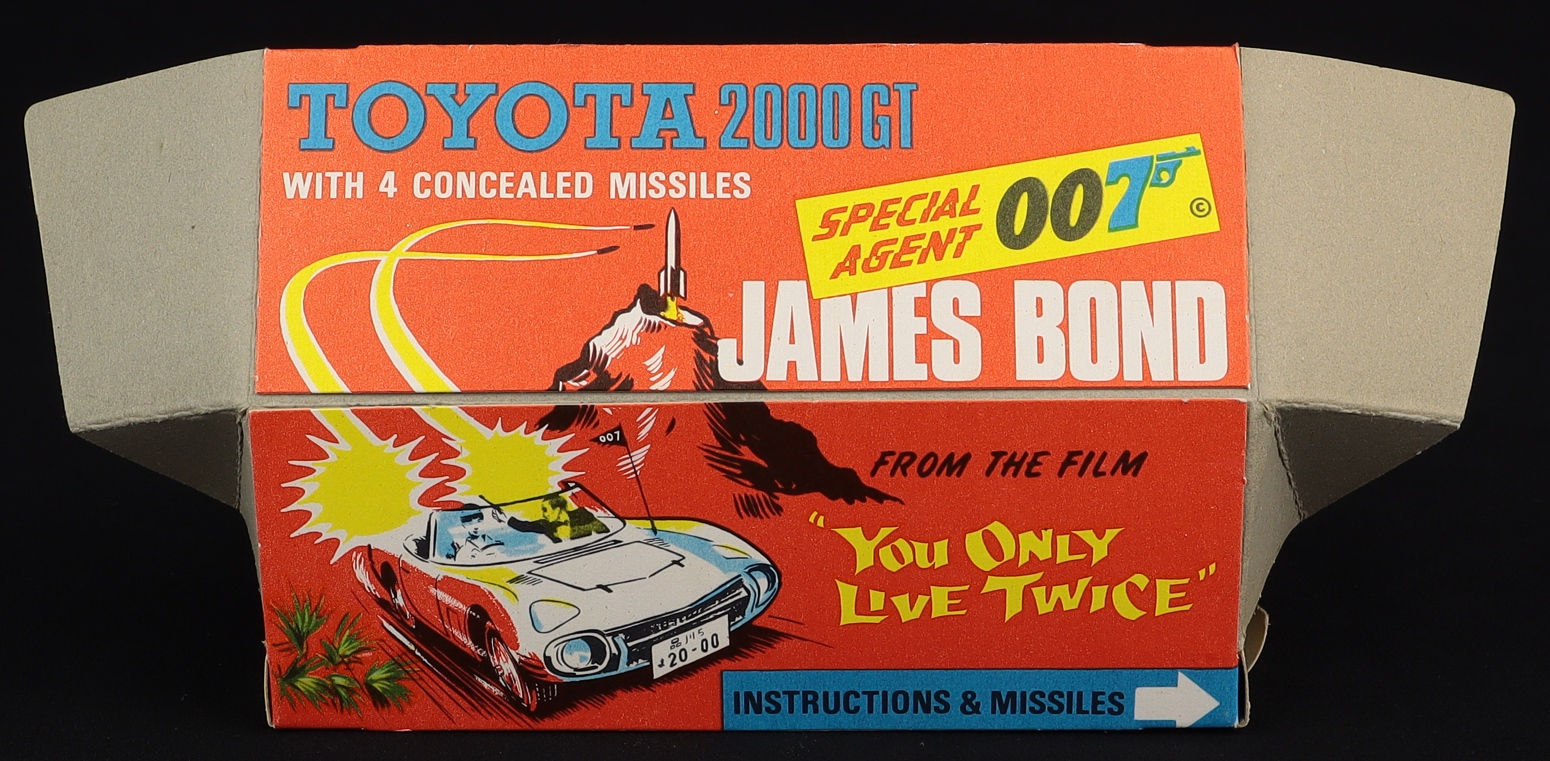 TOYOTA 2000 GT
WITH 4 CONCEALED MISSILES
SPECIAL
AGENT 007
©
JAMES BOND
007
FROM THE FILM
"YOU ONLY
LIVE TWICE"
20-00
INSTRUCTIONS & MISSILES